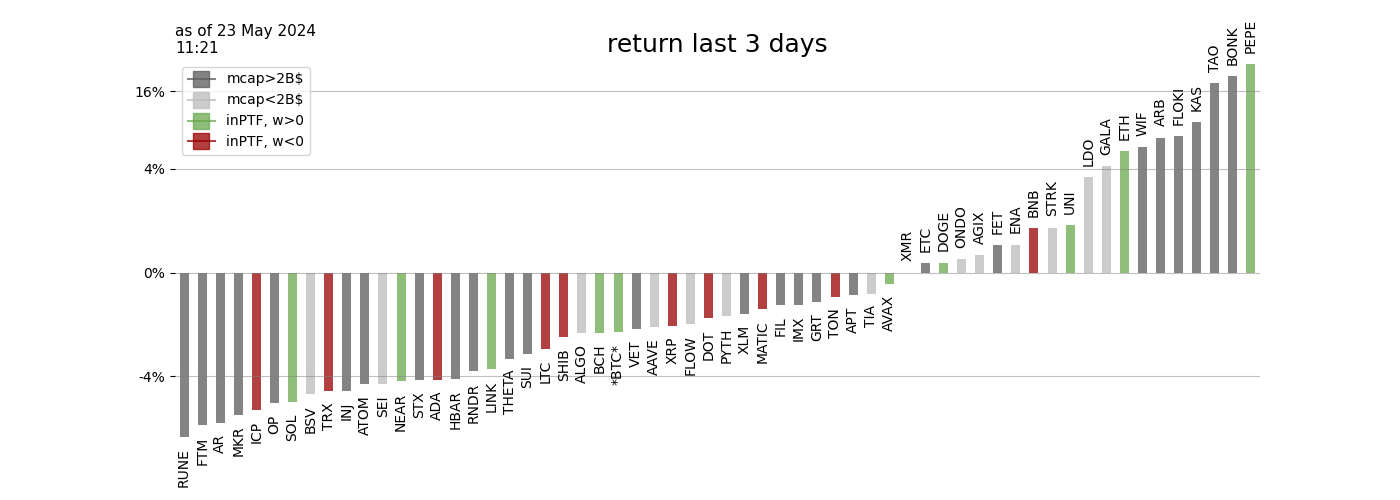 as of 23 May 2024
11:21
return last 3 days
mcap>2B$
mcap<2B$
inPTF, w>0
inPTF, w<0
16%
4%
0%
-4%
RUNE
FTM
AR
MKR
ICP
OP
SOL
BSV
TRX
INJ
ATOM
SEI
NEAR
STX
ADA
HBAR
RNDR
LINK
THETA
SUI
LTC
SHIB
ALGO
BCH
*BTC*
VET
AAVE
XRP
FLOW
DOT
PYTH
XLM
MATIC
FIL
IMX
GRT
TON
APT
TIA
AVAX
XMR
ETC
DOGE
ONDO
AGIX
FET
ENA
BNB
STRK
UNI
LDO
GALA
ETH
WIF
ARB
FLOKI
KAS
TAO
BONK
PEPE